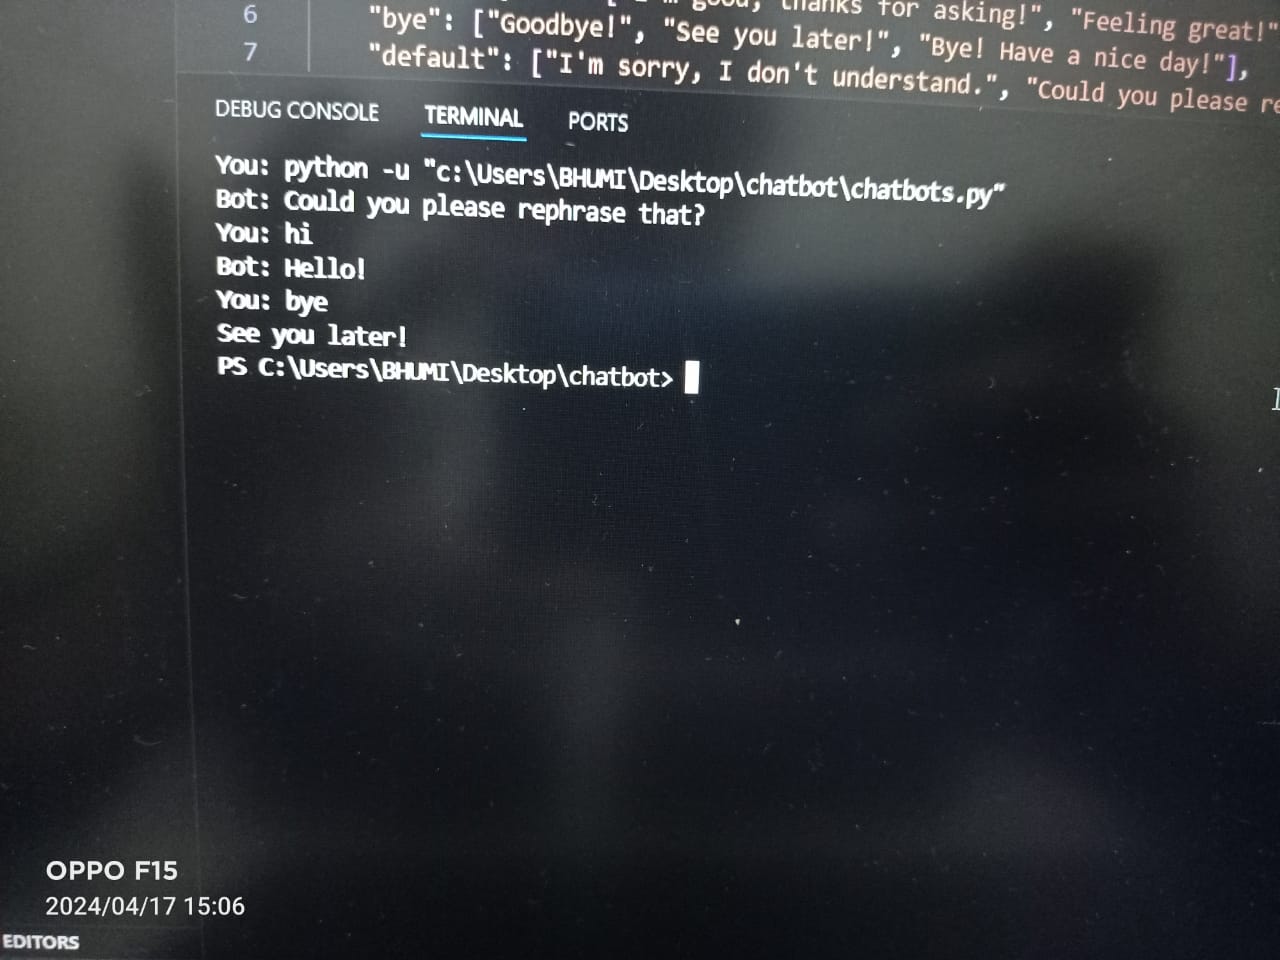 thanks for asking!", "Feeling great!"
6 "bye": ["Goodbye!", "See you later!", "Bye! Have a nice day!"],
7 "default": ["I'm sorry, I don't understand.", "Could you please
DEBUG CONSOLE TERMINAL PORTS
You: python -u "c:\Users\BHUMI\Desktop\chatbot\chatbots.py"
Bot: Could you please rephrase that?
You: hi
Bot: Hello!
You: bye
See you later!
PS C:\Users\BHUMI\Desktop\chatbot>
OPPO F15
2024/04/17 15:06
EDITORS